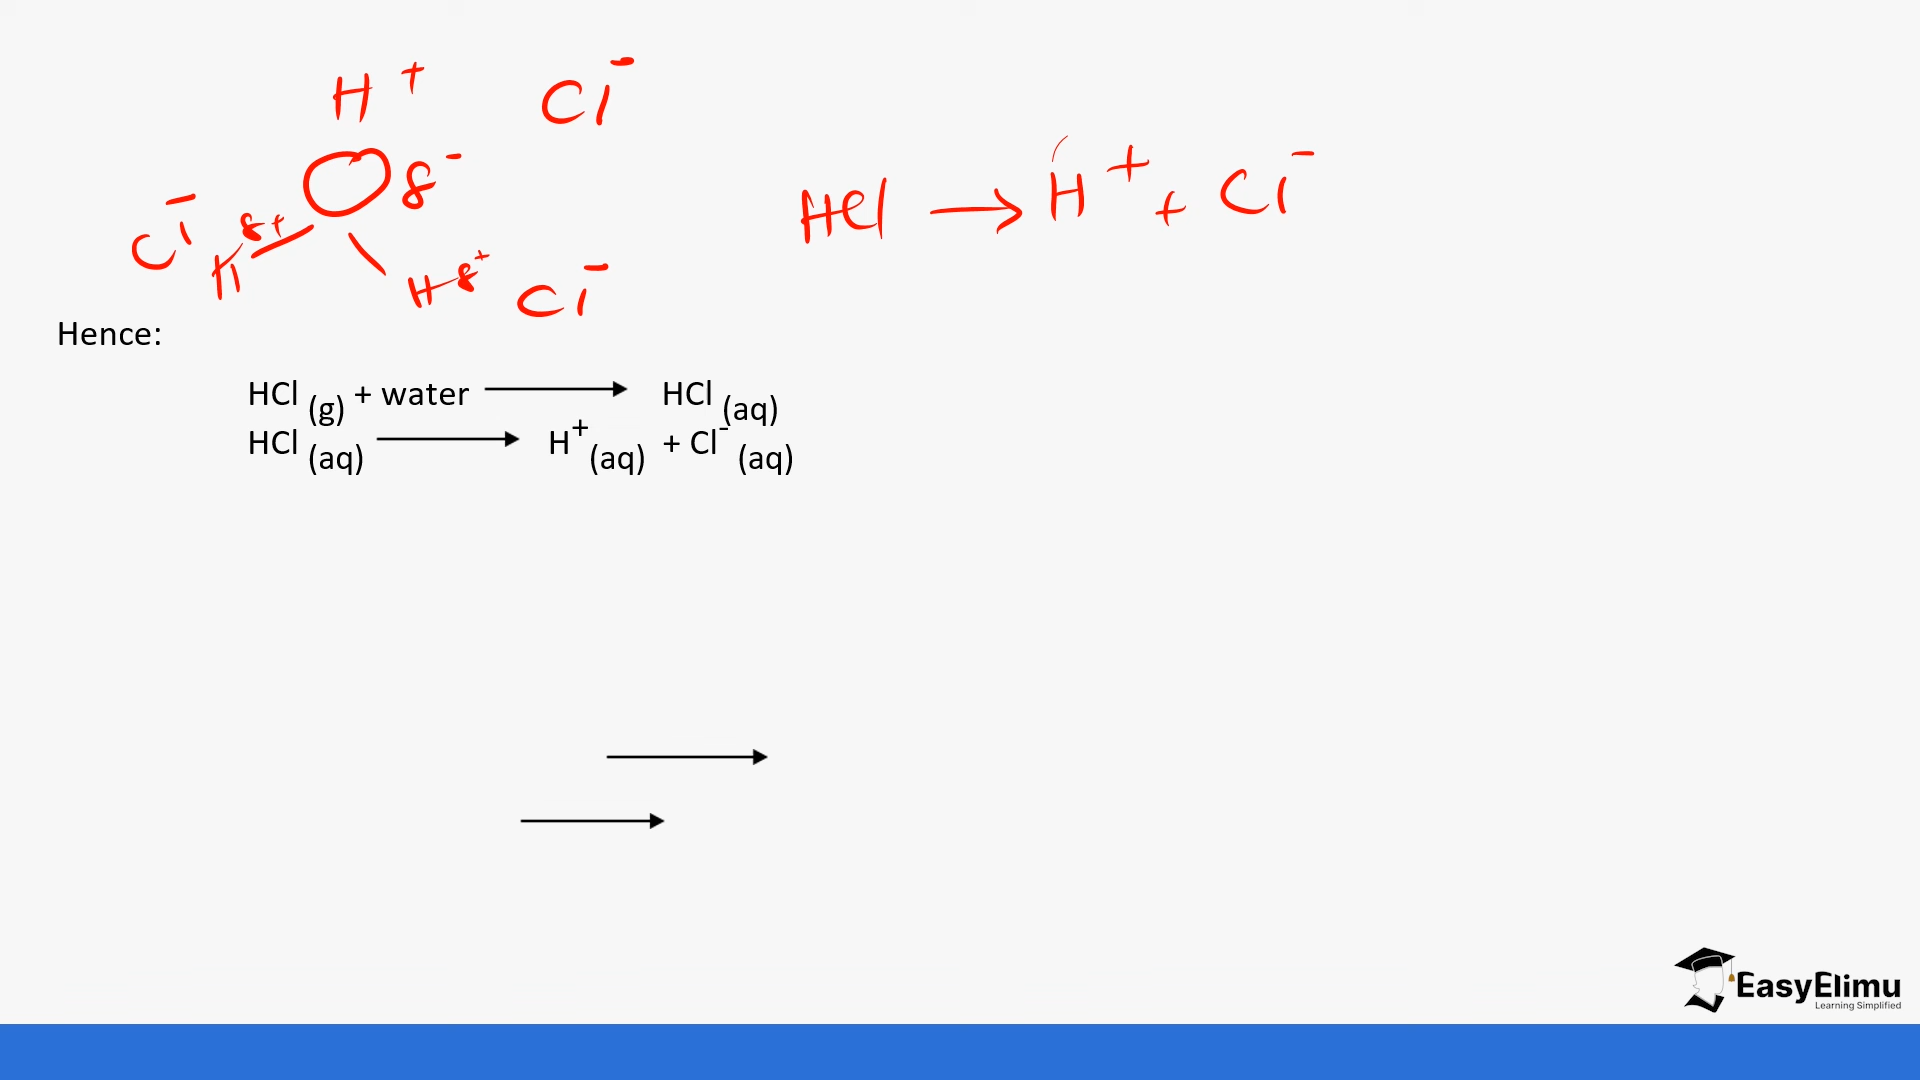 H⁺ Cl⁻
O δ⁻
Cl⁻ H δ+ H δ⁺ Cl⁻
HCl → H⁺ + Cl⁻
Hence:
HCl (g) + water → HCl (aq)
HCl (aq) → H⁺(aq) + Cl⁻(aq)
EasyElimu
Learning Simplified